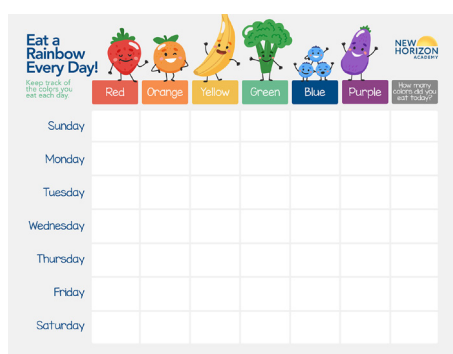 Eat a
Rainbow
Every Day!
Keep track of
the colors you
eat each day.
NEW
HORIZON
ACADEMY
Red
Orange
Yellow
Green
Blue
Purple
How many
colors did you
eat today?
Sunday
Monday
Tuesday
Wednesday
Thursday
Friday
Saturday